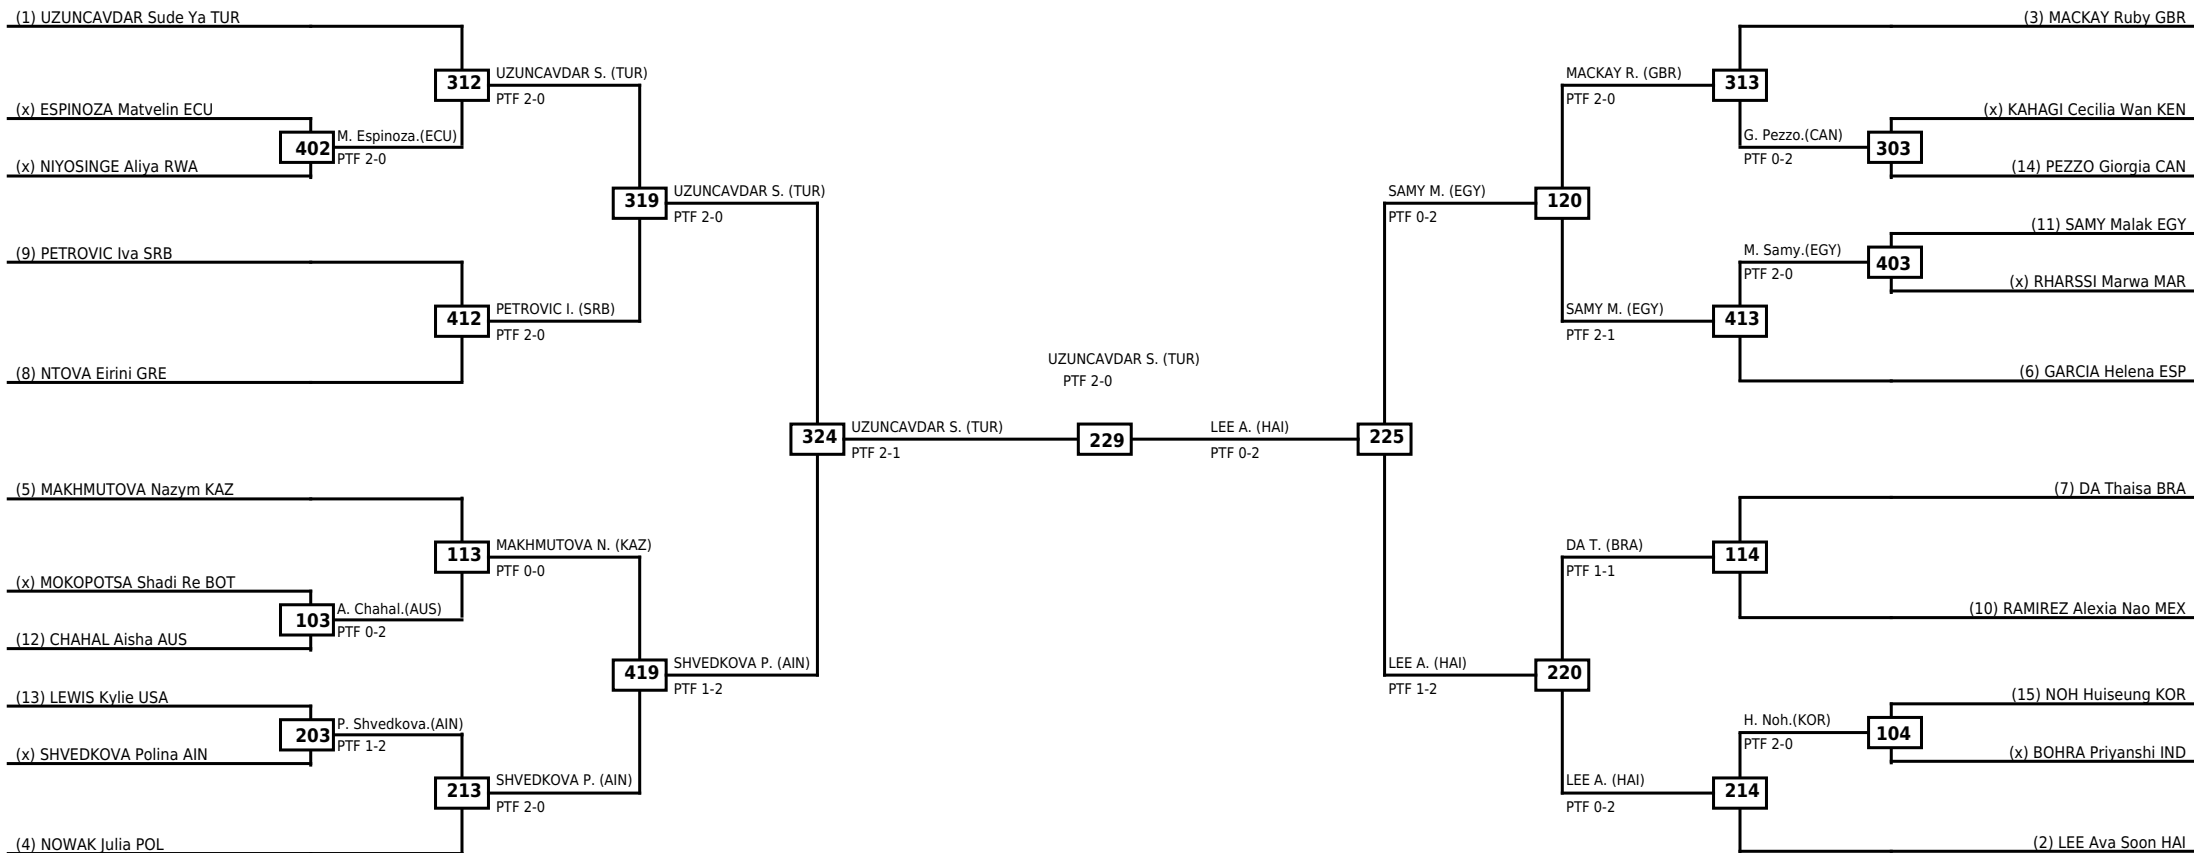 (1) UZUNCAVDAR Sude Ya TUR
312
UZUNCAVDAR S. (TUR)
PTF 2-0
(x) ESPINOZA Matvelin ECU
402
M. Espinoza.(ECU)
PTF 2-0
(x) NIYOSINGE Aliya RWA
319
UZUNCAVDAR S. (TUR)
PTF 2-0
(9) PETROVIC Iva SRB
412
PETROVIC I. (SRB)
PTF 2-0
(8) NTOVA Eirini GRE
324
UZUNCAVDAR S. (TUR)
PTF 2-1
(5) MAKHMUTOVA Nazym KAZ
113
MAKHMUTOVA N. (KAZ)
PTF 0-0
(x) MOKOPOTSA Shadi Re BOT
103
A. Chahal.(AUS)
PTF 0-2
(12) CHAHAL Aisha AUS
419
SHVEDKOVA P. (AIN)
PTF 1-2
(13) LEWIS Kylie USA
203
P. Shvedkova.(AIN)
PTF 1-2
(x) SHVEDKOVA Polina AIN
213
SHVEDKOVA P. (AIN)
PTF 2-0
(4) NOWAK Julia POL
UZUNCAVDAR S. (TUR)
PTF 2-0
229
(3) MACKAY Ruby GBR
MACKAY R. (GBR)
PTF 2-0
313
(x) KAHAGI Cecilia Wan KEN
G. Pezzo.(CAN)
PTF 0-2
303
(14) PEZZO Giorgia CAN
SAMY M. (EGY)
PTF 0-2
120
(11) SAMY Malak EGY
M. Samy.(EGY)
PTF 2-0
403
(x) RHARSSI Marwa MAR
SAMY M. (EGY)
PTF 2-1
413
(6) GARCIA Helena ESP
LEE A. (HAI)
PTF 0-2
225
(7) DA Thaisa BRA
DA T. (BRA)
PTF 1-1
114
(10) RAMIREZ Alexia Nao MEX
LEE A. (HAI)
PTF 1-2
220
(15) NOH Huiseung KOR
H. Noh.(KOR)
PTF 2-0
104
(x) BOHRA Priyanshi IND
LEE A. (HAI)
PTF 0-2
214
(2) LEE Ava Soon HAI